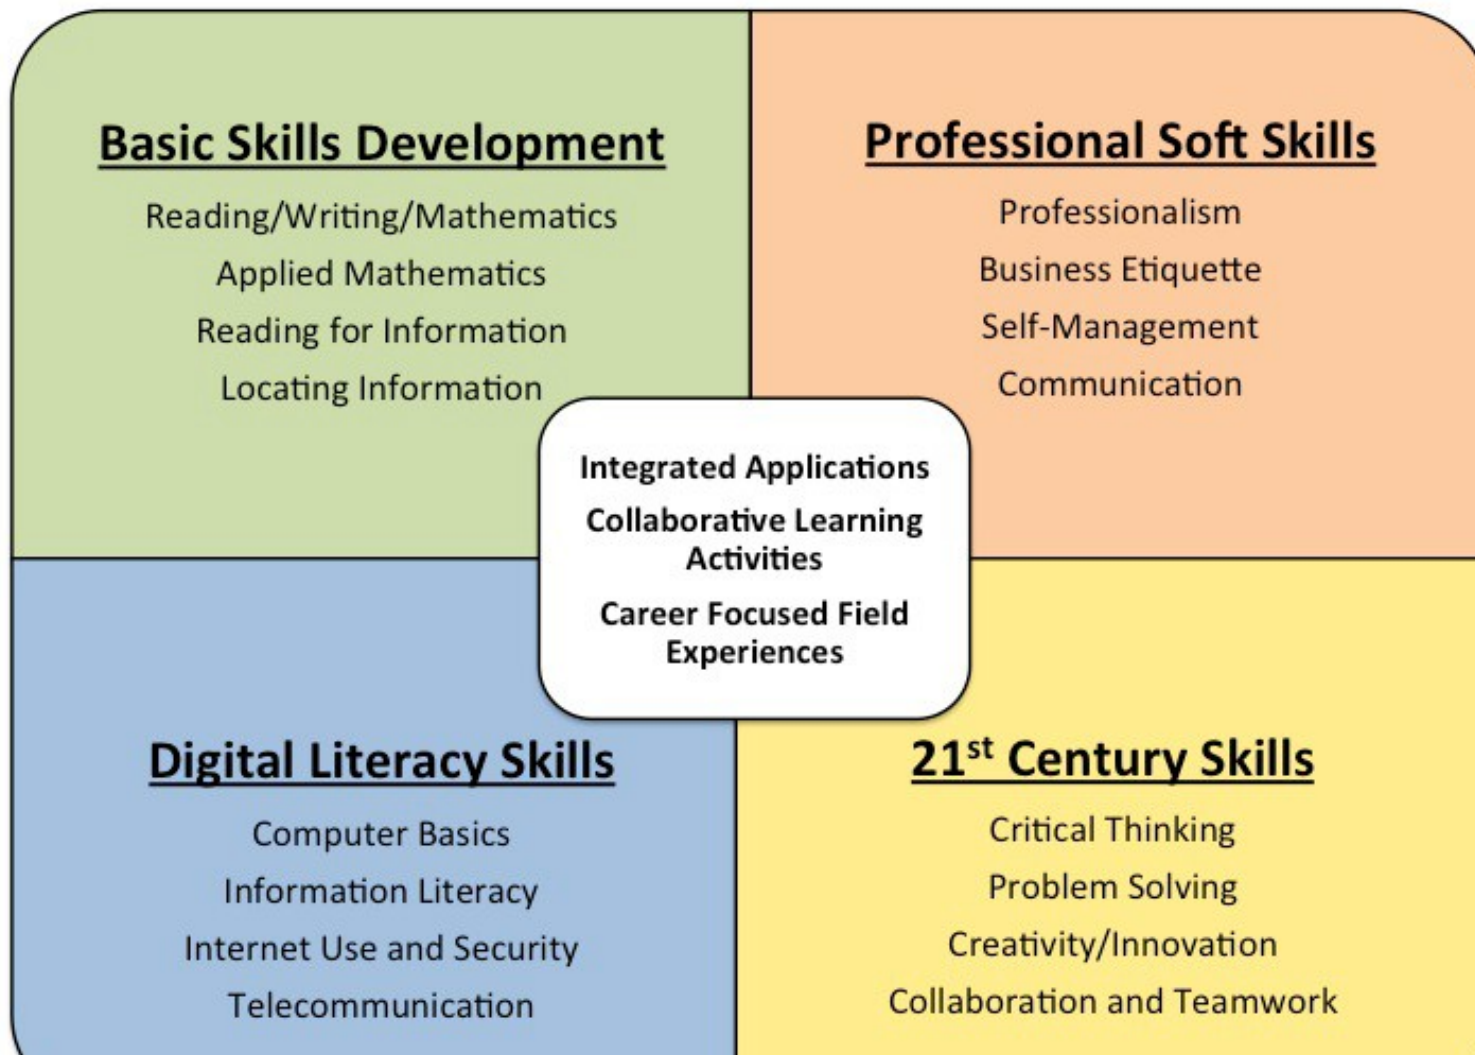 Basic Skills Development
Reading/Writing/Mathematics
Applied Mathematics
Reading for Information
Locating Information
Professional Soft Skills
Professionalism
Business Etiquette
Self-Management
Communication
Integrated Applications
Collaborative Learning
Activities
Career Focused Field
Experiences
Digital Literacy Skills
Computer Basics
Information Literacy
Internet Use and Security
Telecommunication
21st Century Skills
Critical Thinking
Problem Solving
Creativity/Innovation
Collaboration and Teamwork